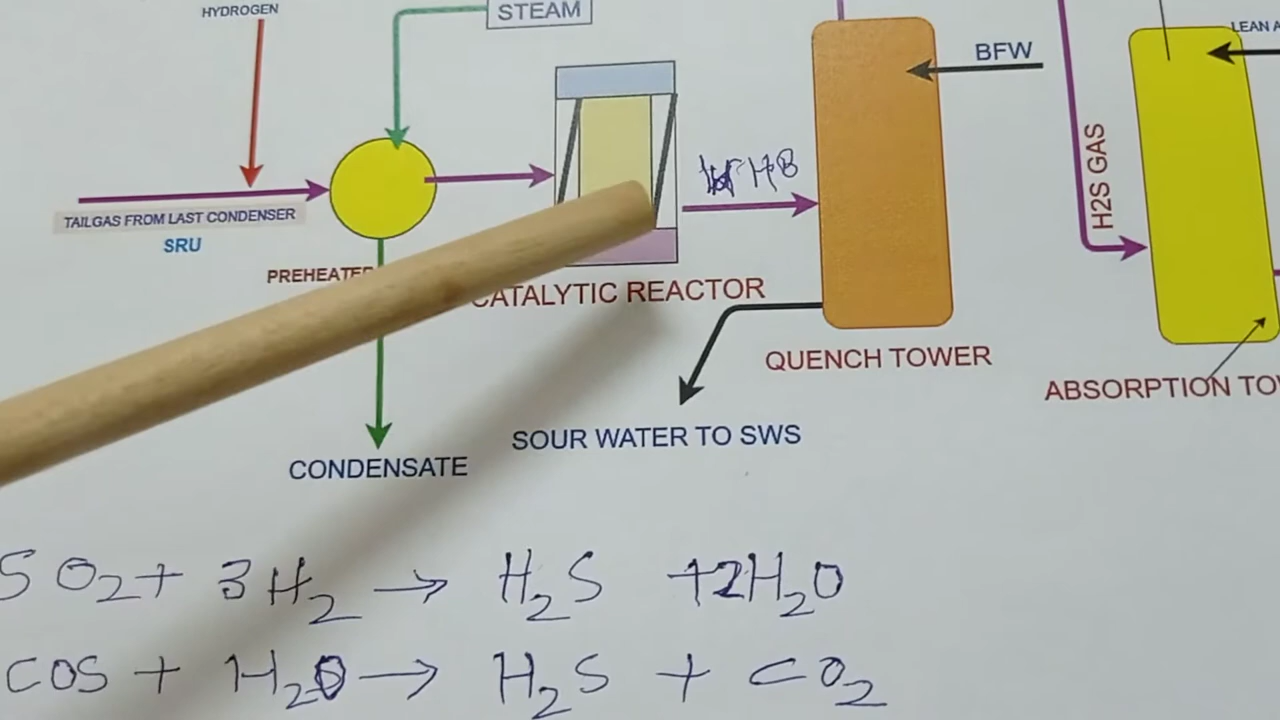 HYDROGEN
STEAM
BFW
LEAN A
H2S GAS
TAILGAS FROM LAST CONDENSER
SRU
PREHEATER
CATALYTIC REACTOR
QUENCH TOWER
ABSORPTION TO
SOUR WATER TO SWS
CONDENSATE
SO₂ + 3H₂ → H₂S +2H₂O
COS + H₂O → H₂S + CO₂